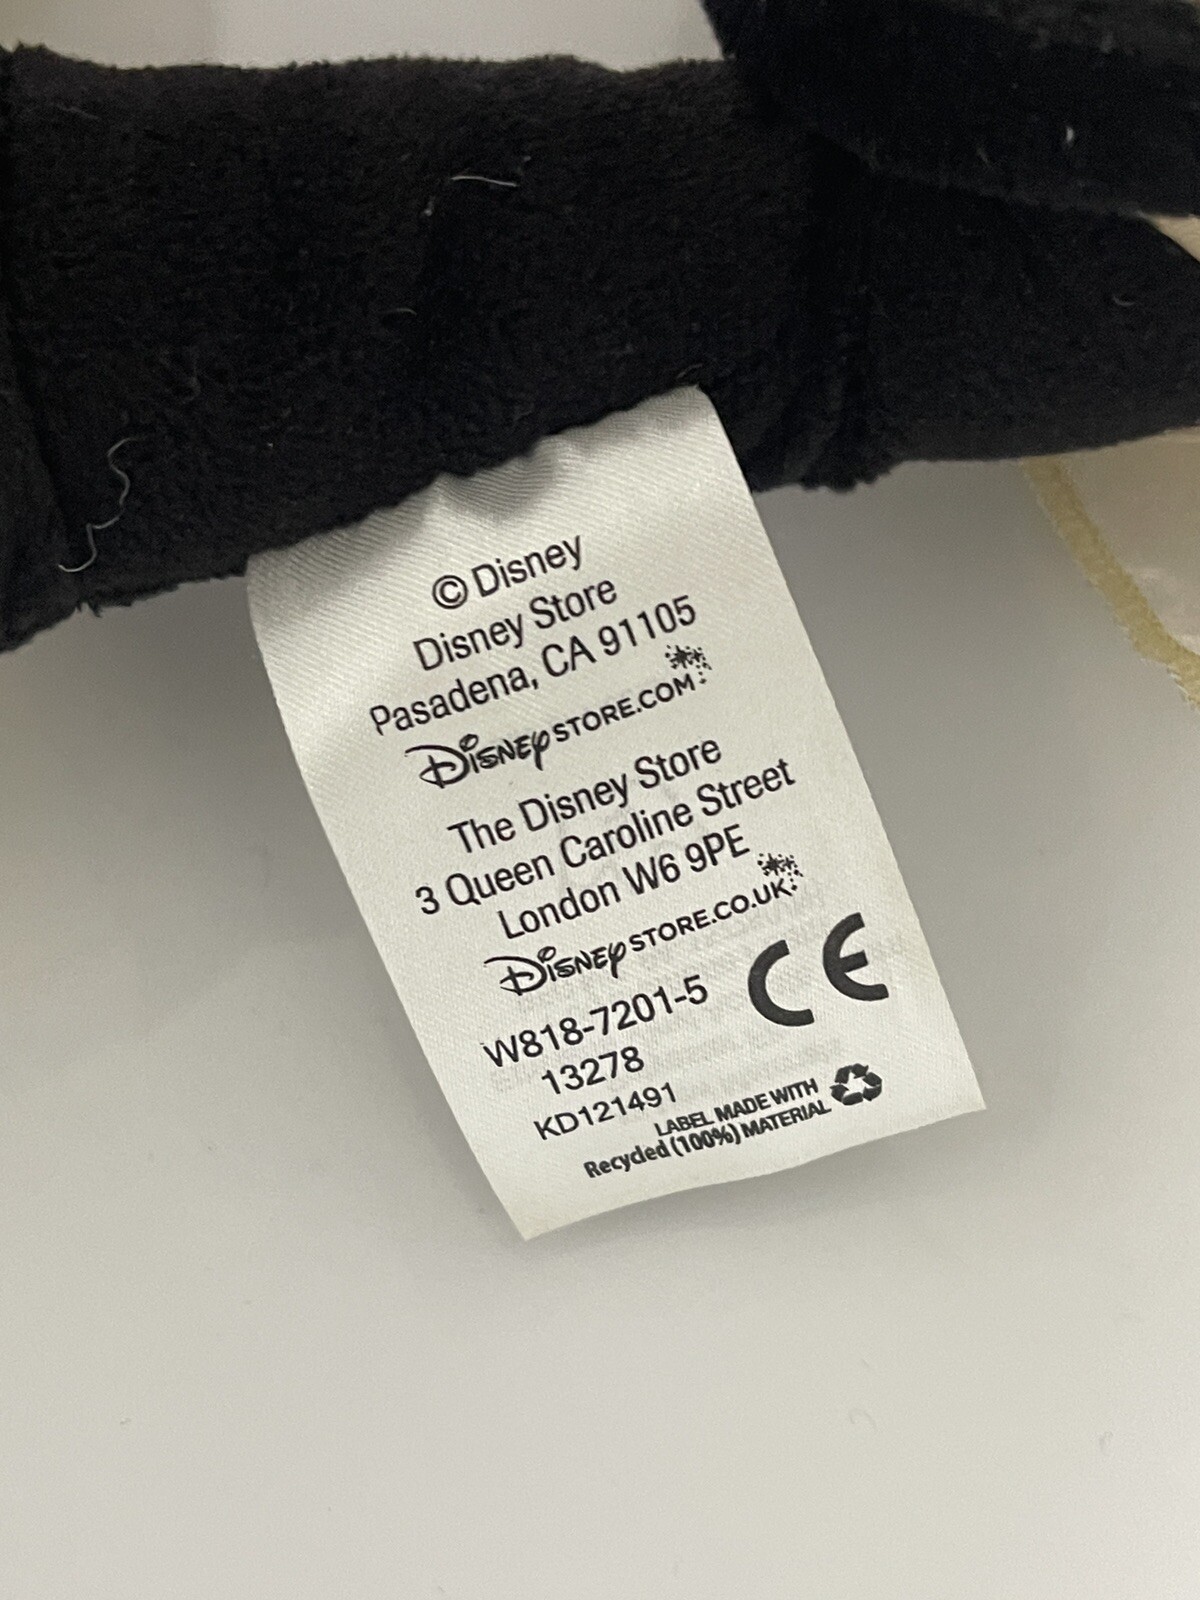 © Disney
Disney Store
Pasadena, CA 91105
DISNEYSTORE.COM
The Disney Store
3 Queen Caroline Street
London W6 9PE
DISNEYSTORE.CO.UK
W818-7201-5
CE
13278
KD121491
LABEL MADE WITH
Recycled (100%) MATERIAL